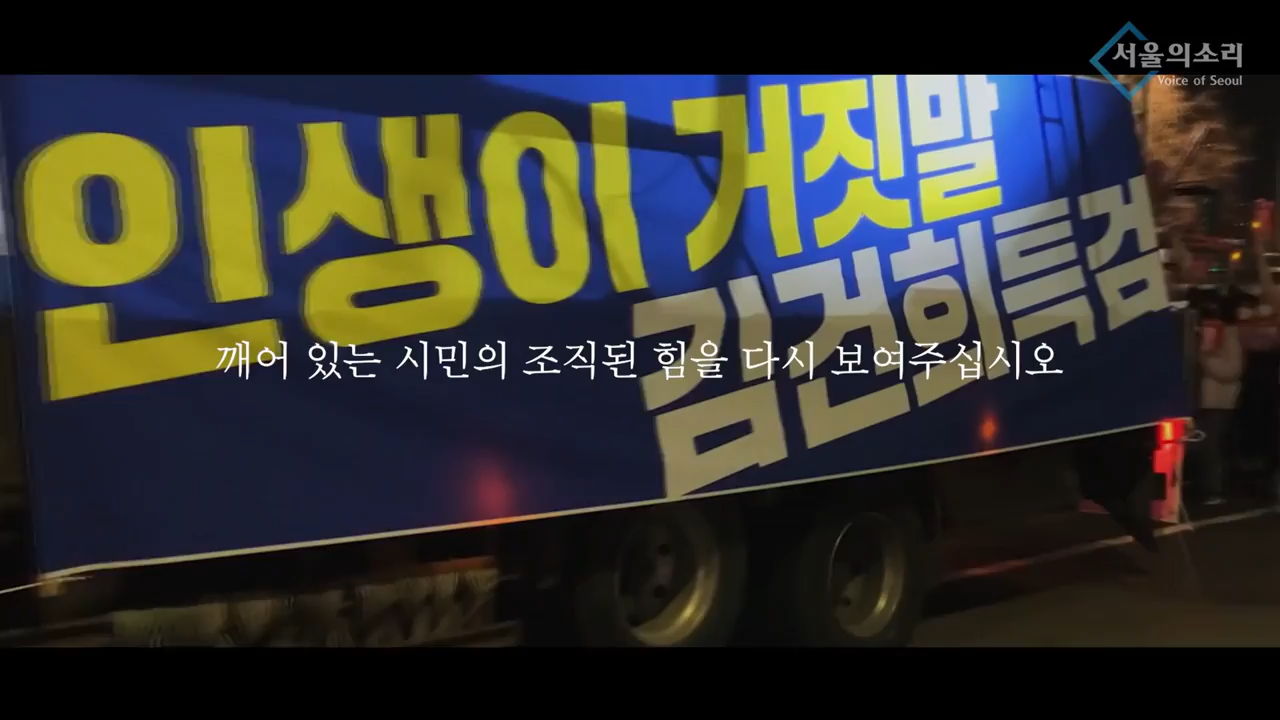 서울의소리
Voice of Seoul
인생이 거짓말
김건희특검
깨어 있는 시민의 조직된 힘을 다시 보여주십시오